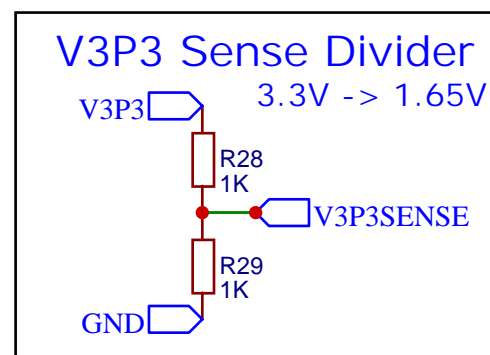 V3P3 Sense Divider
3.3V -> 1.65V
V3P3
R28
1K
V3P3SENSE
R29
1K
GND